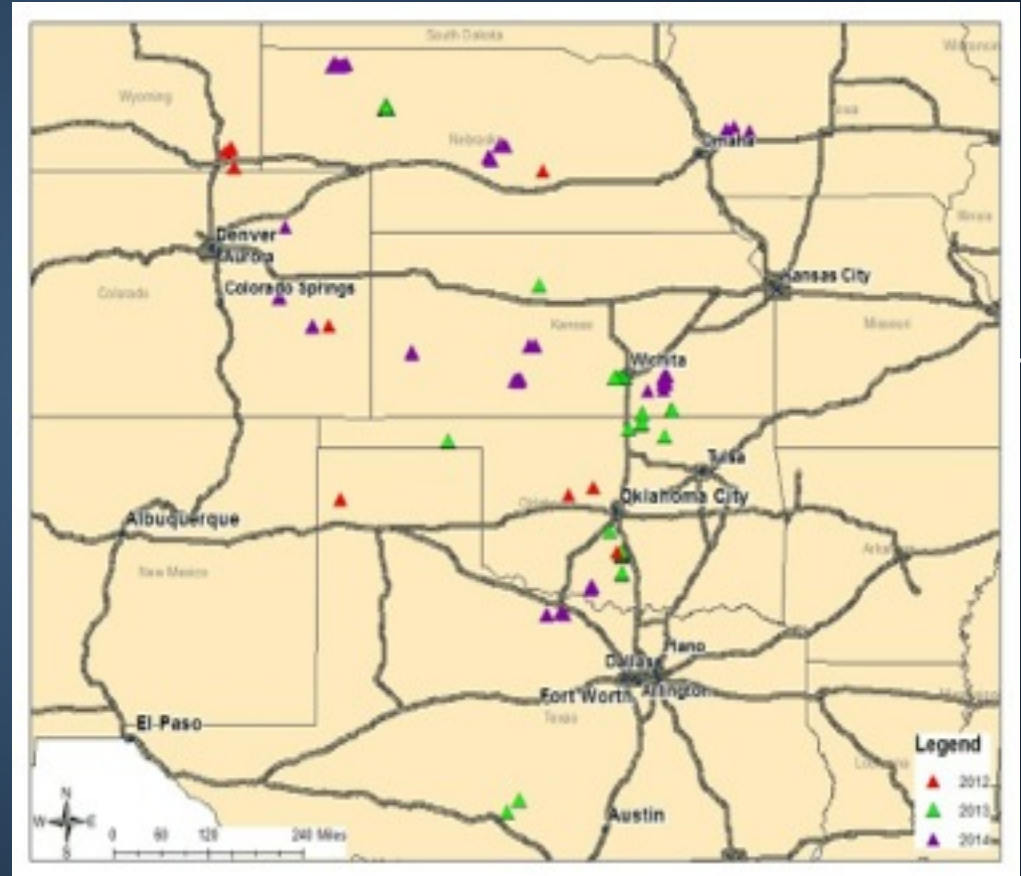 South Dakota
Wyoming
Iowa
Nebraska
Omaha
Illinois
Denver
Aurora
Kansas City
Colorado
Colorado Springs
Kansas
Missouri
Wichita
Tulsa
Oklahoma City
Albuquerque
New Mexico
Plano
Dallas
Fort Worth
Arlington
Texas
El Paso
Legend
2012
2013
2014
Austin
N
W
E
S
0 60 120 240 Miles